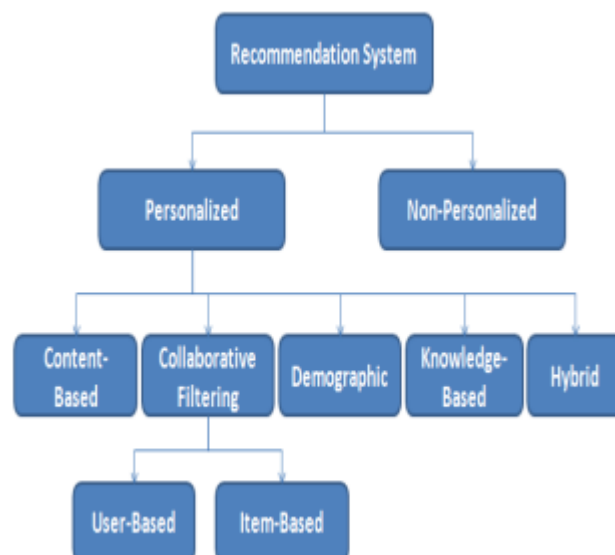 Recommendation System
Personalized
Non-Personalized
Content-
Based
Collaborative
Filtering
Demographic
Knowledge-
Based
Hybrid
User-Based
Item-Based